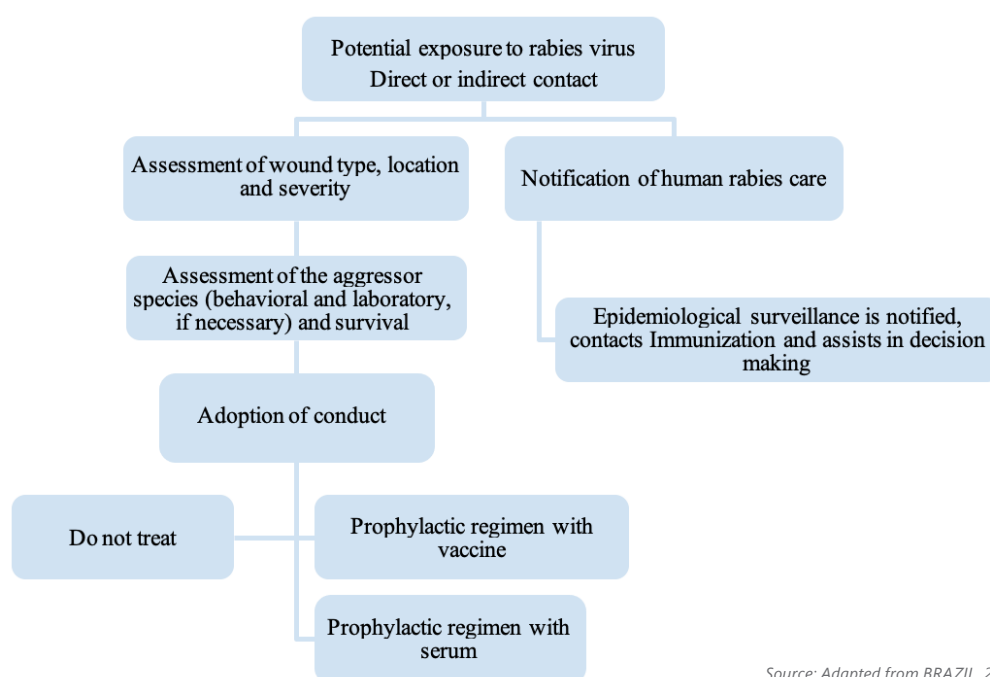 Potential exposure to rabies virus
Direct or indirect contact
Assessment of wound type, location
and severity
Notification of human rabies care
Assessment of the aggressor
species (behavioral and laboratory,
if necessary) and survival
Epidemiological surveillance is notified,
contacts Immunization and assists in decision
making
Adoption of conduct
Do not treat
Prophylactic regimen with
vaccine
Prophylactic regimen with
serum
Source: Adapted from BRAZIL, 2